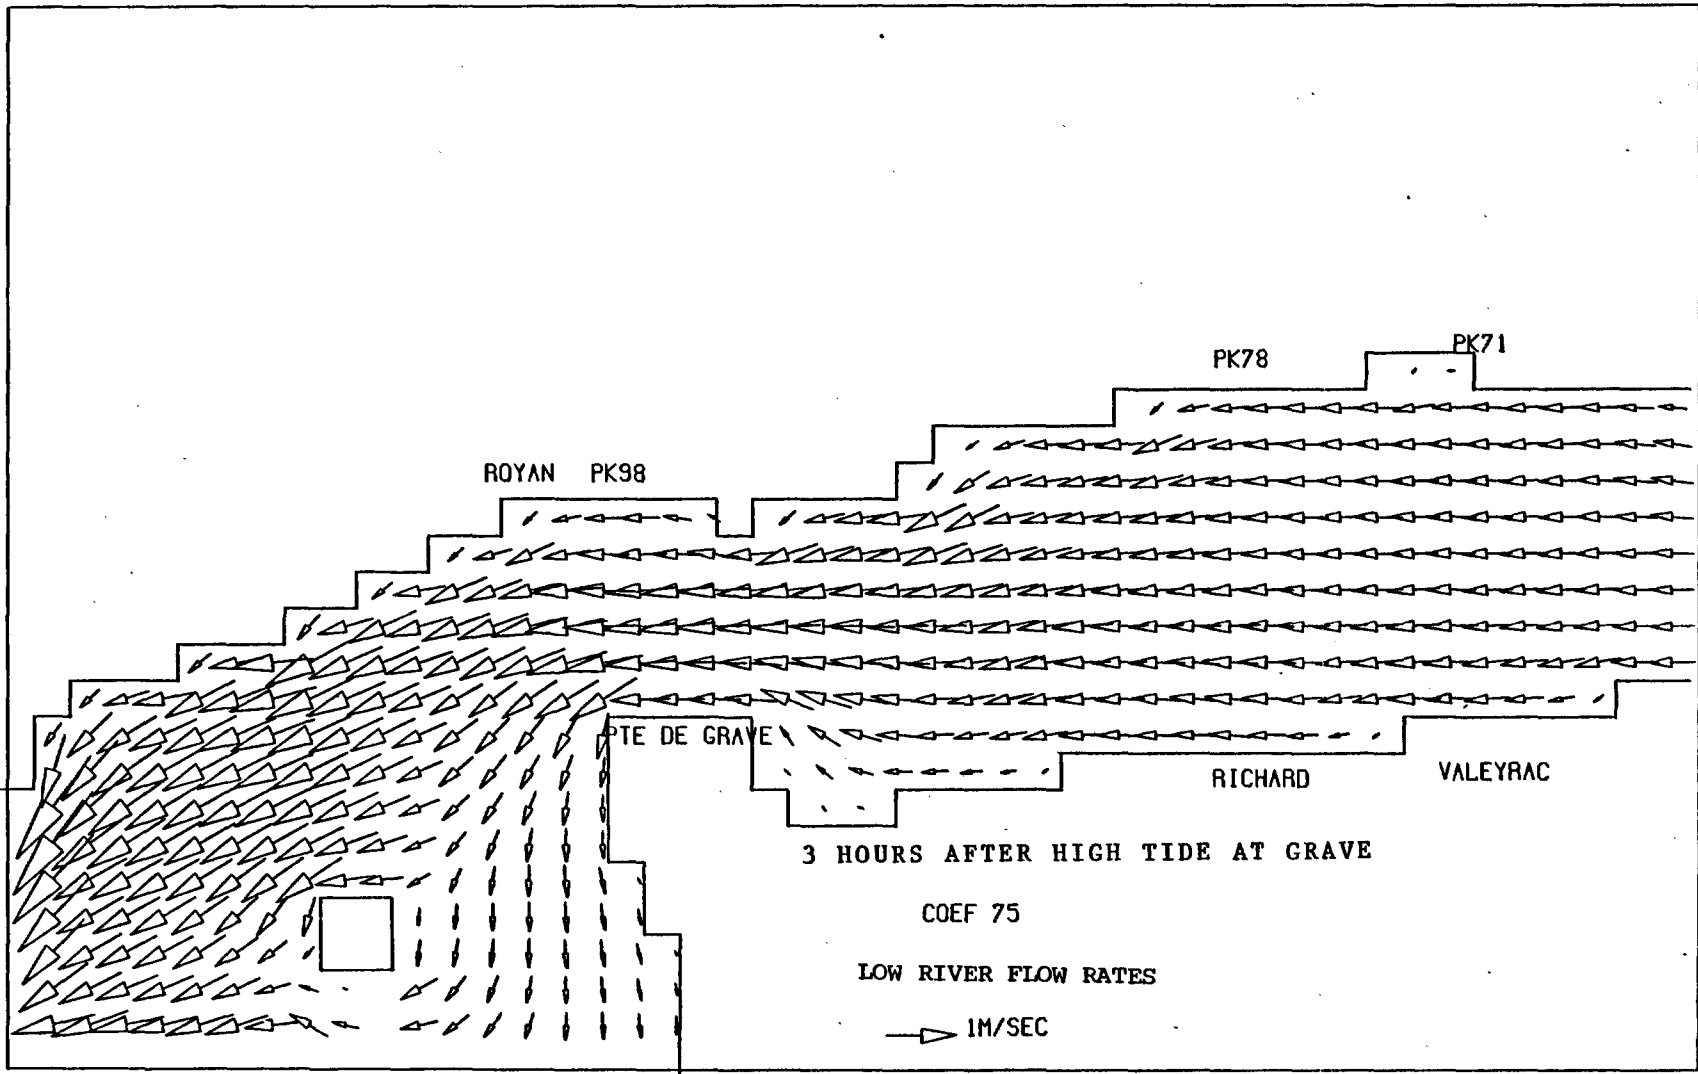 PK71
PK78
ROYAN PK98
PTE DE GRAVE
RICHARD
VALEYRAC
3 HOURS AFTER HIGH TIDE AT GRAVE
COEF 75
LOW RIVER FLOW RATES
1M/SEC